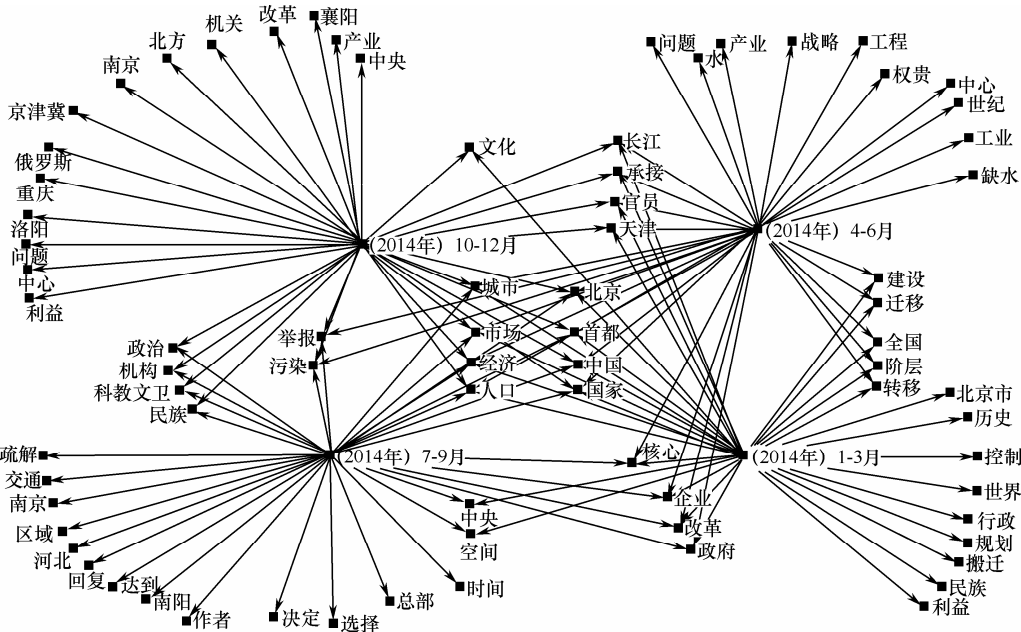 襄阳
改革
机关
产业
北方
中央
南京
京津冀
俄罗斯
重庆
洛阳
问题
中心
利益
问题
水
产业
战略
工程
权贵
中心
世纪
工业
缺水
文化
长江
承接
官员
天津
(2014年) 10-12月
(2014年) 4-6月
城市
北京
建设
迁移
举报
市场
首都
全国
污染
经济
中国
阶层
人口
国家
转移
政治
机构
科教文卫
民族
北京市
历史
疏解
(2014年) 7-9月
核心
(2014年) 1-3月
控制
交通
南京
区域
河北
回复
达到
南阳
作者
决定
选择
总部
时间
中央
空间
企业
改革
政府
世界
行政
规划
搬迁
民族
利益